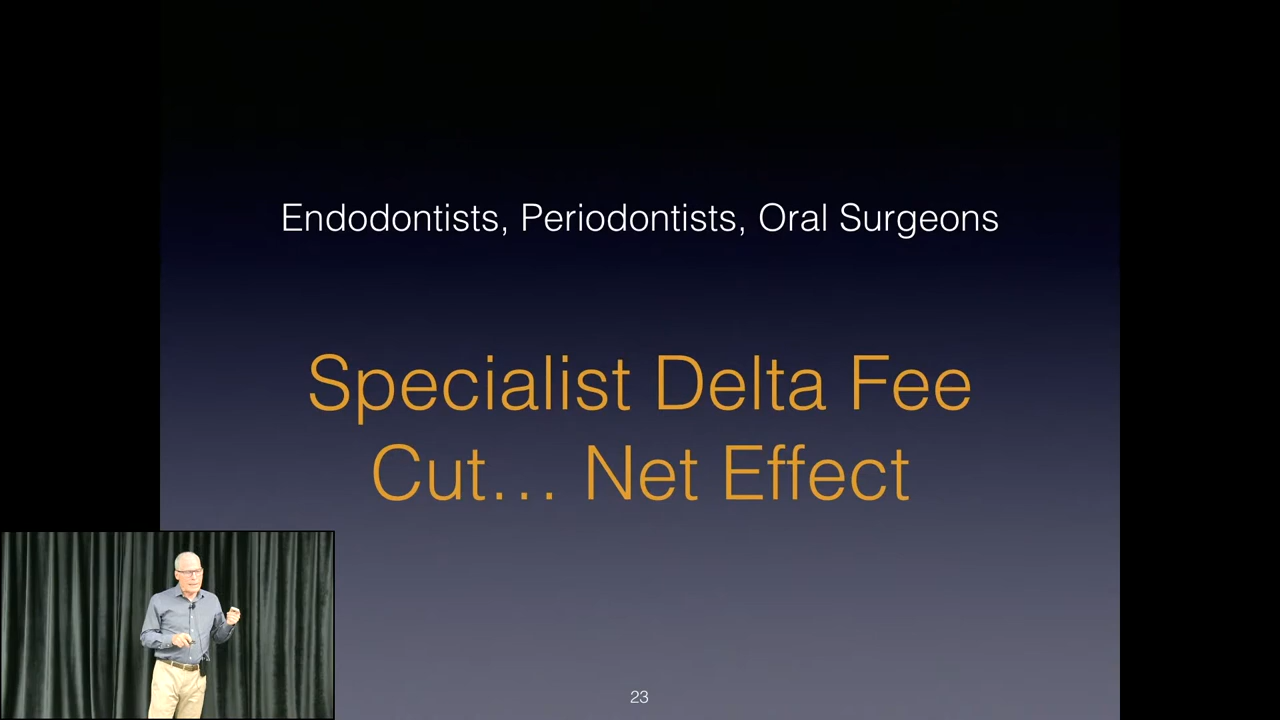 Endodontists, Periodontists, Oral Surgeons
Specialist Delta Fee
Cut… Net Effect
23